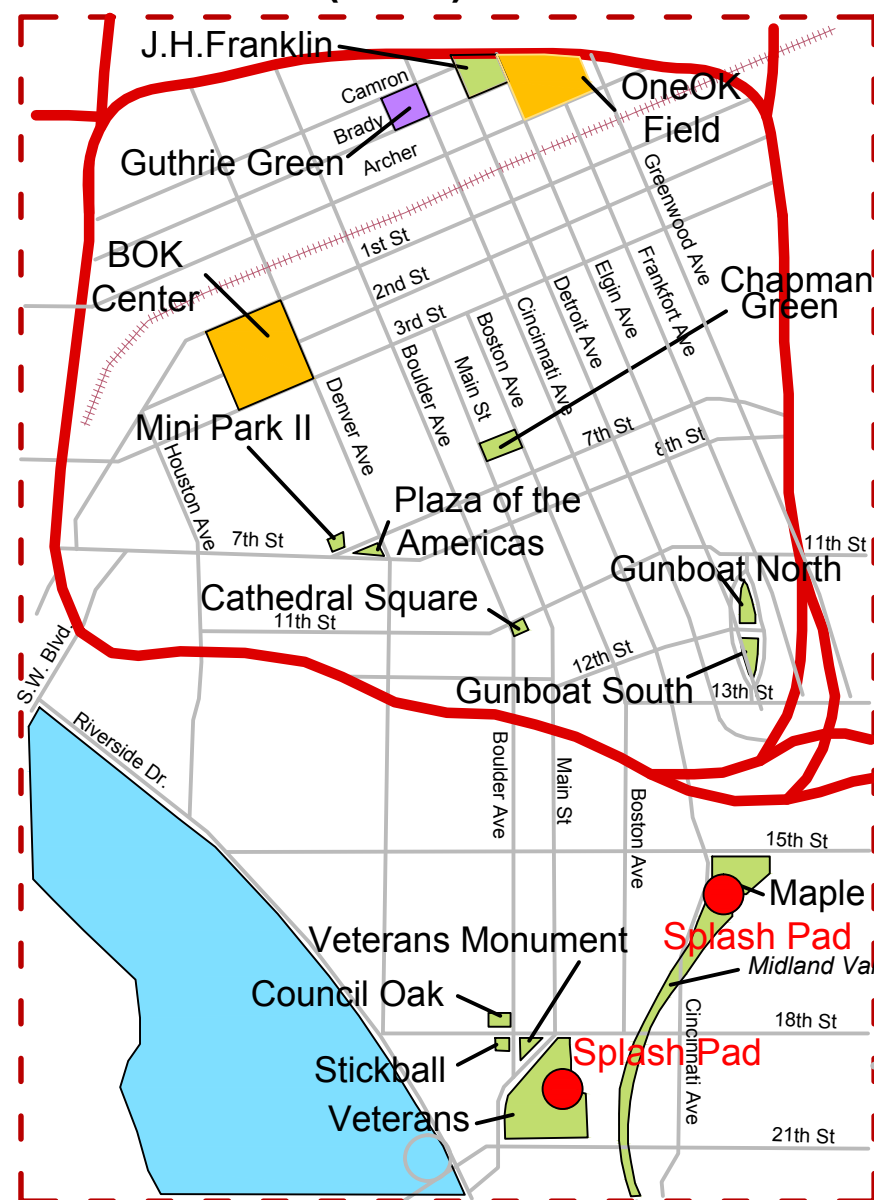 J.H.Franklin
Camron
OneOK
Field
Brady
Guthrie Green
Archer
Greenwood Ave
1st St
BOK
Center
2nd St
3rd St
Chapman
Green
Frankfort Ave
Elgin Ave
Detroit Ave
Cincinnati Ave
Boston Ave
Main St
Boulder Ave
Denver Ave
Mini Park II
7th St
8th St
Houston Ave
Plaza of the
Americas
7th St
11th St
Gunboat North
Cathedral Square
11th St
12th St
Gunboat South
13th St
S.W. Blvd.
Riverside Dr.
Boulder Ave
Main St
Boston Ave
15th St
Maple
Splash Pad
Veterans Monument
Midland Va
Council Oak
Cincinnati Ave
18th St
Splash Pad
Stickball
Veterans
21th St